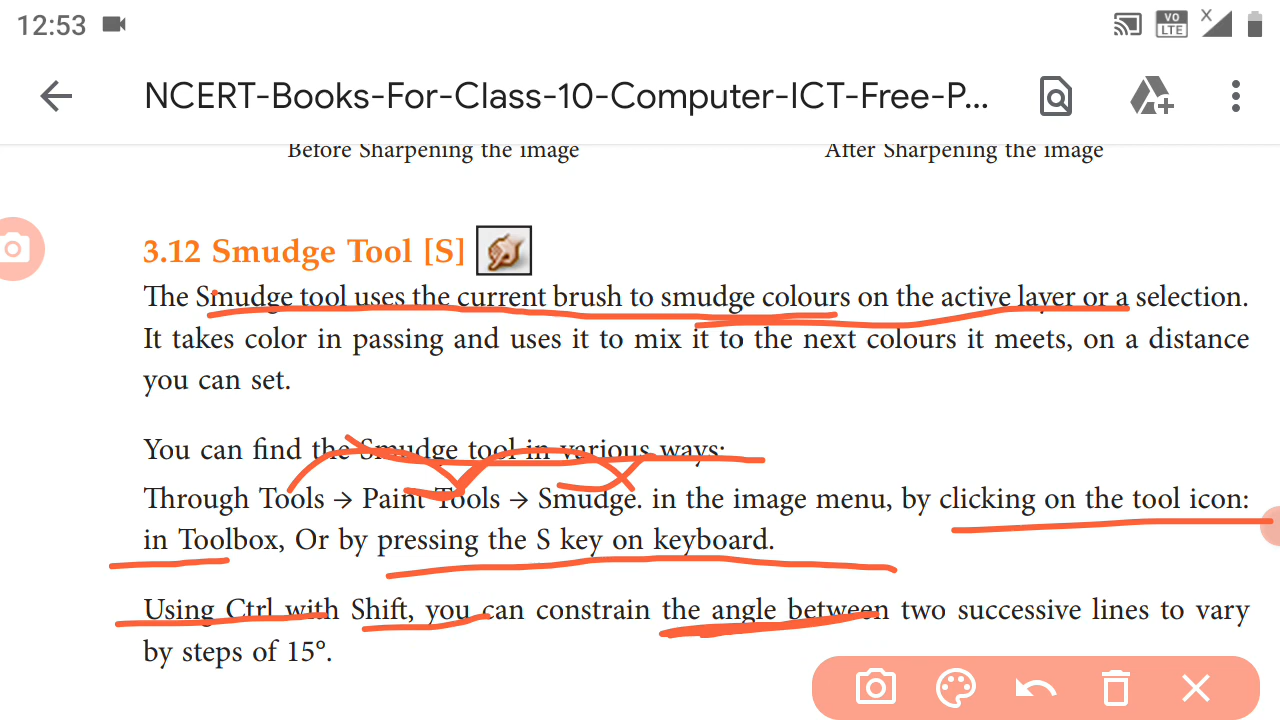 12:53
VO LTE X
NCERT-Books-For-Class-10-Computer-ICT-Free-P...
Before Sharpening the image After Sharpening the image
3.12 Smudge Tool [S]
The Smudge tool uses the current brush to smudge colours on the active layer or a selection.
It takes color in passing and uses it to mix it to the next colours it meets, on a distance
you can set.
You can find the Smudge tool in various ways:
Through Tools → Paint Tools → Smudge. in the image menu, by clicking on the tool icon:
in Toolbox, Or by pressing the S key on keyboard.
Using Ctrl with Shift, you can constrain the angle between two successive lines to vary
by steps of 15°.